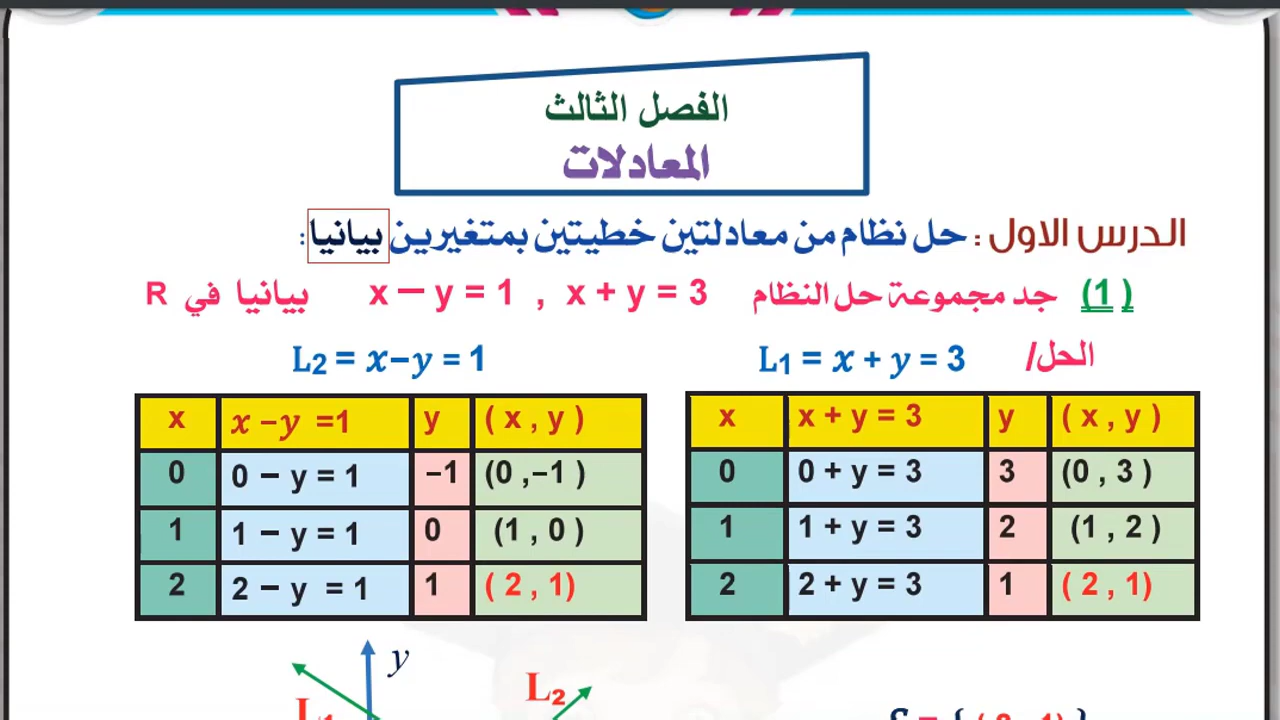 الفصل الثالث
المعادلات
الدرس الاول : حل نظام من معادلتين خطيتين بمتغيرين بيانيا :
(1) جد مجموعة حل النظام x – y = 1 , x + y = 3 بيانيا في R
الحل/ L1 = x + y = 3
L2 = x–y = 1
x | x + y = 3 | y | ( x , y )
0 | 0 + y = 3 | 3 | (0 , 3 )
1 | 1 + y = 3 | 2 | (1 , 2 )
2 | 2 + y = 3 | 1 | ( 2 , 1)
x | x –y =1 | y | ( x , y )
0 | 0 – y = 1 | –1 | (0 ,–1 )
1 | 1 – y = 1 | 0 | (1 , 0 )
2 | 2 – y = 1 | 1 | ( 2 , 1)
y
L2